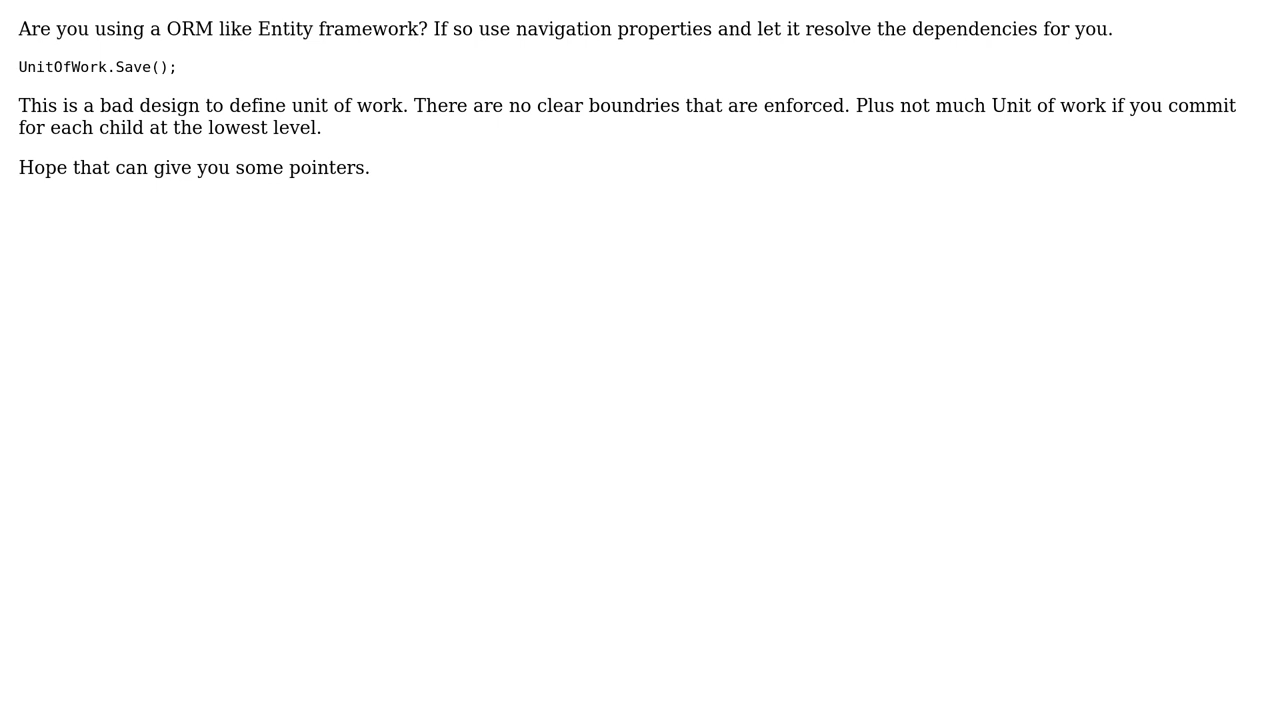 Are you using a ORM like Entity framework? If so use navigation properties and let it resolve the dependencies for you.
UnitOfWork.Save();
This is a bad design to define unit of work. There are no clear boundries that are enforced. Plus not much Unit of work if you commit
for each child at the lowest level.
Hope that can give you some pointers.